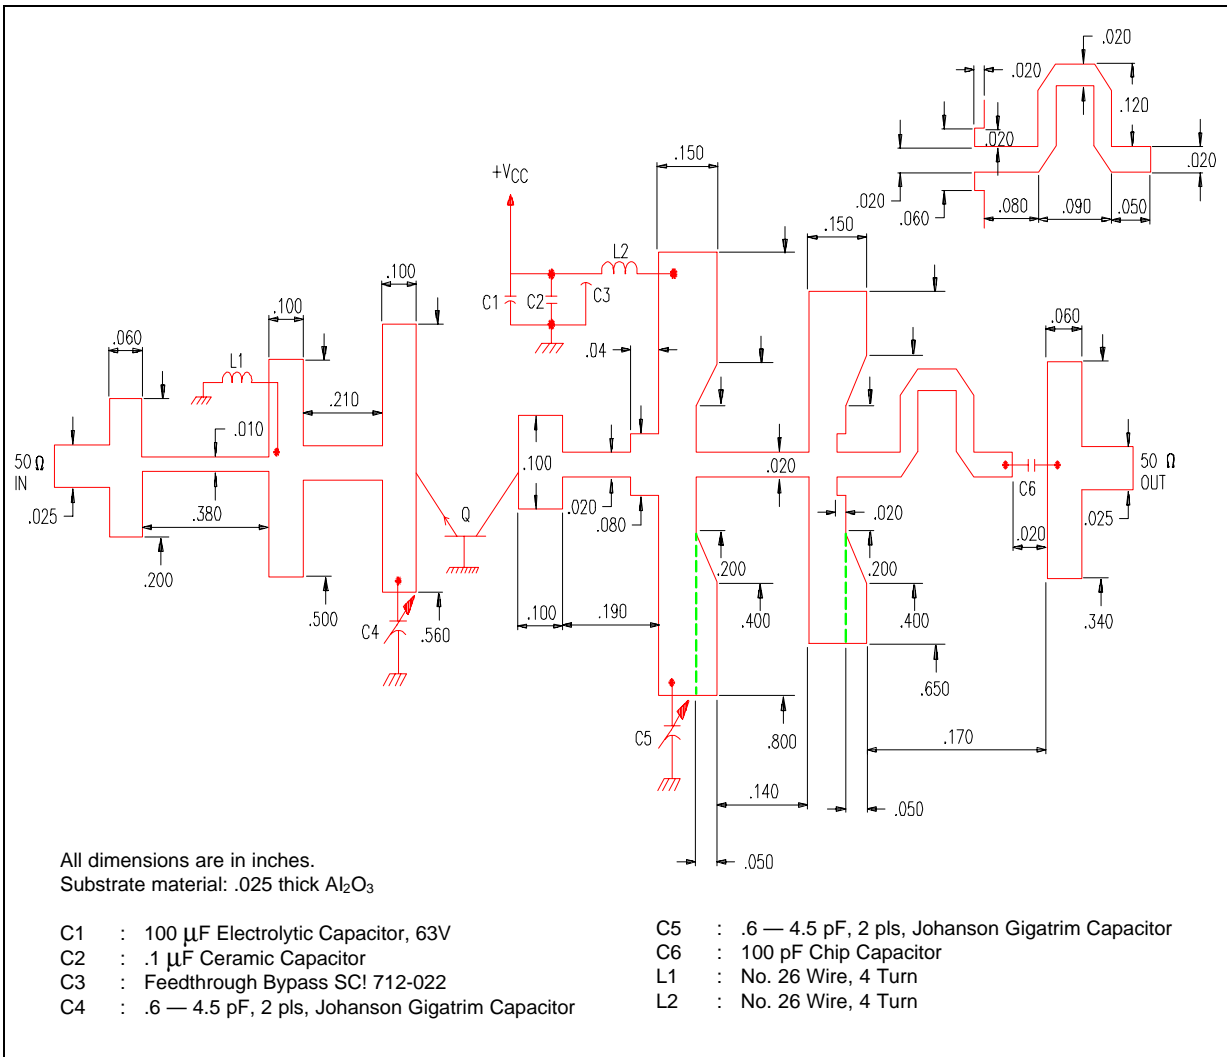 .020
.020
.120
.020
.020
.020
.060
.080
.090
.050
+VCC
.150
.150
L2
C1
C2
C3
.100
.100
.060
L1
.04
.060
.210
.010
50 Ω
IN
.100
.020
50 Ω
OUT
C6
.025
.380
Q
.020
.080
.020
.025
.020
.200
.200
.200
.500
C4
.560
.100
.190
.400
.400
.340
.650
C5
.800
.170
.140
.050
.050
All dimensions are in inches.
Substrate material: .025 thick Al₂O₃
C1 : 100 µF Electrolytic Capacitor, 63V
C2 : .1 µF Ceramic Capacitor
C3 : Feedthrough Bypass SC! 712-022
C4 : .6 — 4.5 pF, 2 pls, Johanson Gigatrim Capacitor
C5 : .6 — 4.5 pF, 2 pls, Johanson Gigatrim Capacitor
C6 : 100 pF Chip Capacitor
L1 : No. 26 Wire, 4 Turn
L2 : No. 26 Wire, 4 Turn